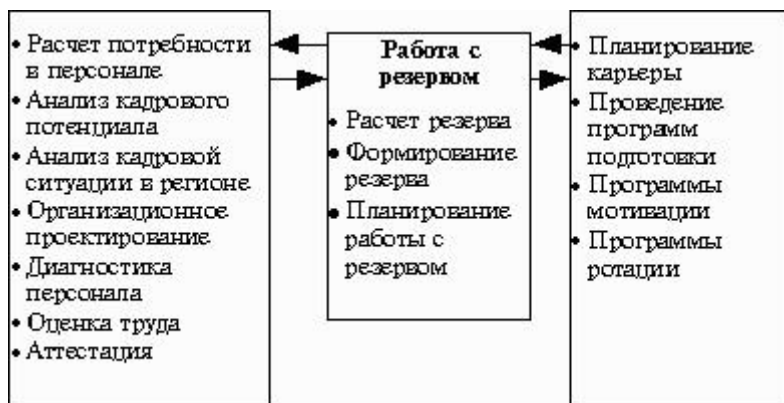 • Расчет потребности
в персонале
• Анализ кадрового
потенциала
• Анализ кадровой
ситуации в регионе
• Организационное
проектирование
• Диагностика
персонала
• Оценка труда
• Аттестация
Работа с
резервом
• Расчет резерва
• Формирование
резерва
• Планирование
работы с
резервом
• Планирование
карьеры
• Проведение
программ
подготовки
• Программы
мотивации
• Программы
ротации